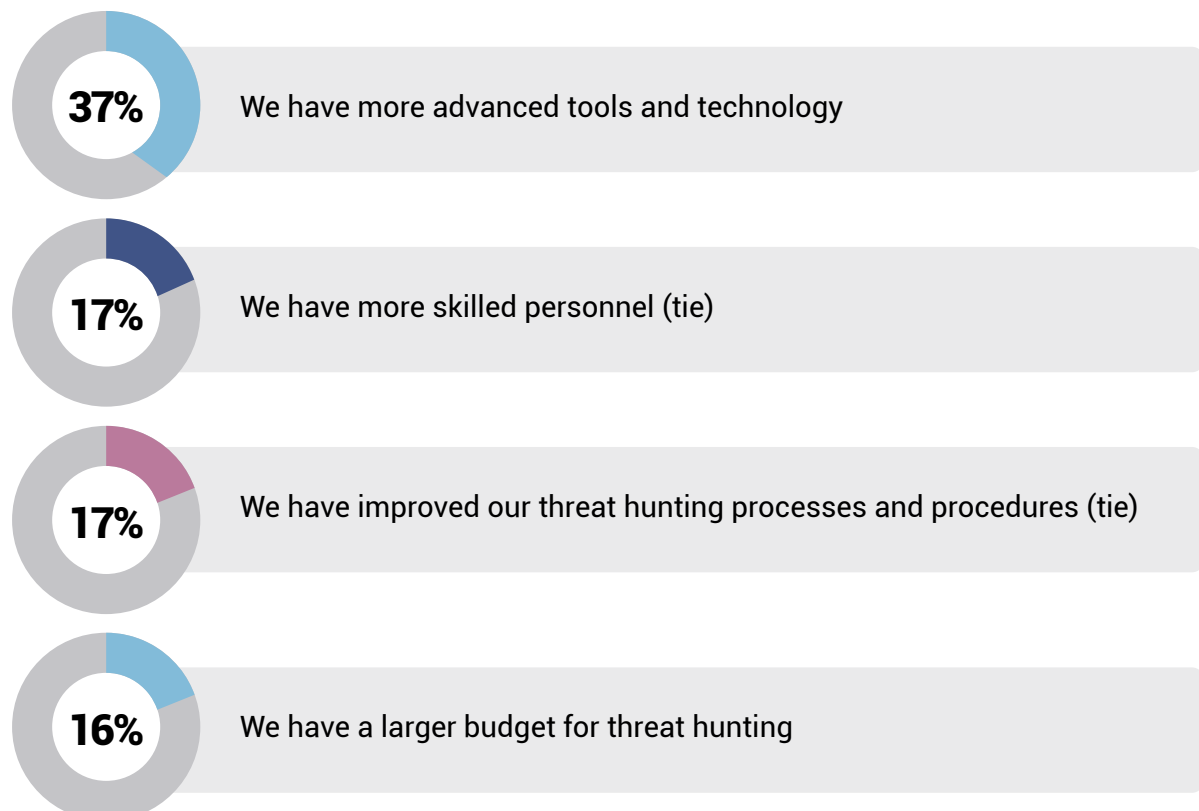 37%
We have more advanced tools and technology
17%
We have more skilled personnel (tie)
17%
We have improved our threat hunting processes and procedures (tie)
16%
We have a larger budget for threat hunting